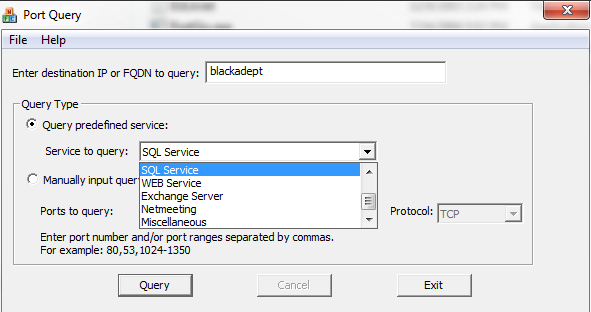 Port Query
File Help
Enter destination IP or FQDN to query: blackadept
Query Type
Query predefined service:
Service to query: SQL Service
SQL Service
WEB Service
Manually input quer
Exchange Server
Netmeeting
Miscellaneous
Ports to query:
Protocol: TCP
Enter port number and/or port ranges separated by commas.
For example: 80,53,1024-1350
Query Cancel Exit